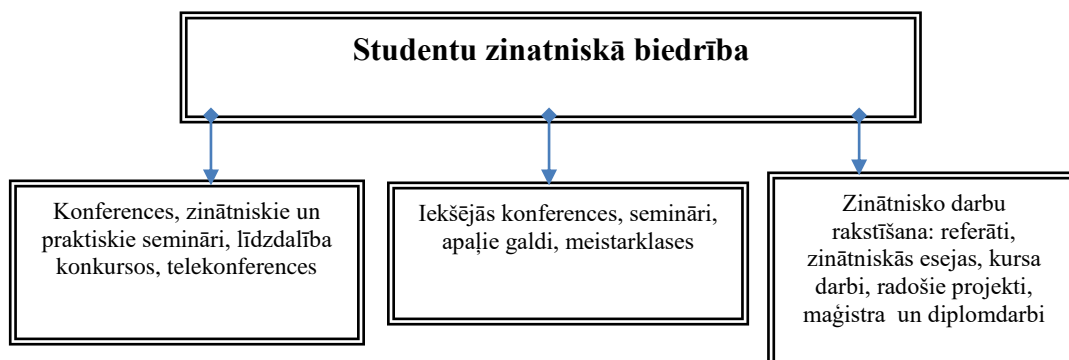 Studentu zinatniskā biedrība
Konferences, zinātniskie un
praktiskie semināri, līdzdalība
konkursos, telekonferences
Iekšējās konferences, semināri,
apaļie galdi, meistarklases
Zinātnisko darbu
rakstīšana: referāti,
zinātniskās esejas, kursa
darbi, radošie projekti,
maģistra un diplomdarbi